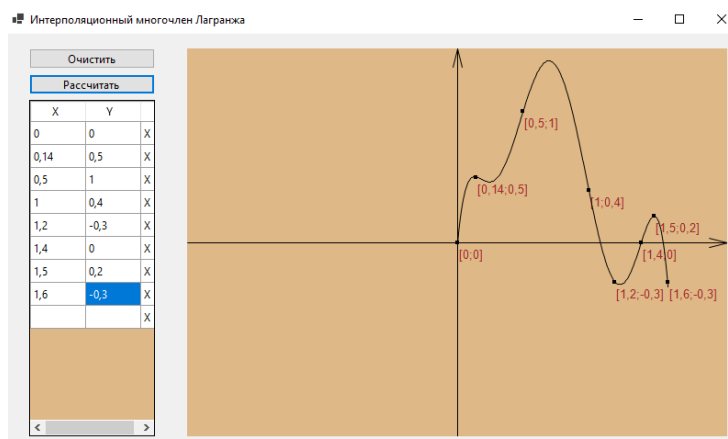 Интерполяционный многочлен Лагранжа
Очистить
Рассчитать
X Y
0 0 X
0,14 0,5 X
0,5 1 X
1 0,4 X
1,2 -0,3 X
1,4 0 X
1,5 0,2 X
1,6 -0,3 X
X
[0,5;1]
[0,14;0,5]
[1;0,4]
[1,5;0,2]
[0;0]
[1,4;0]
[1,2;-0,3]
[1,6;-0,3]